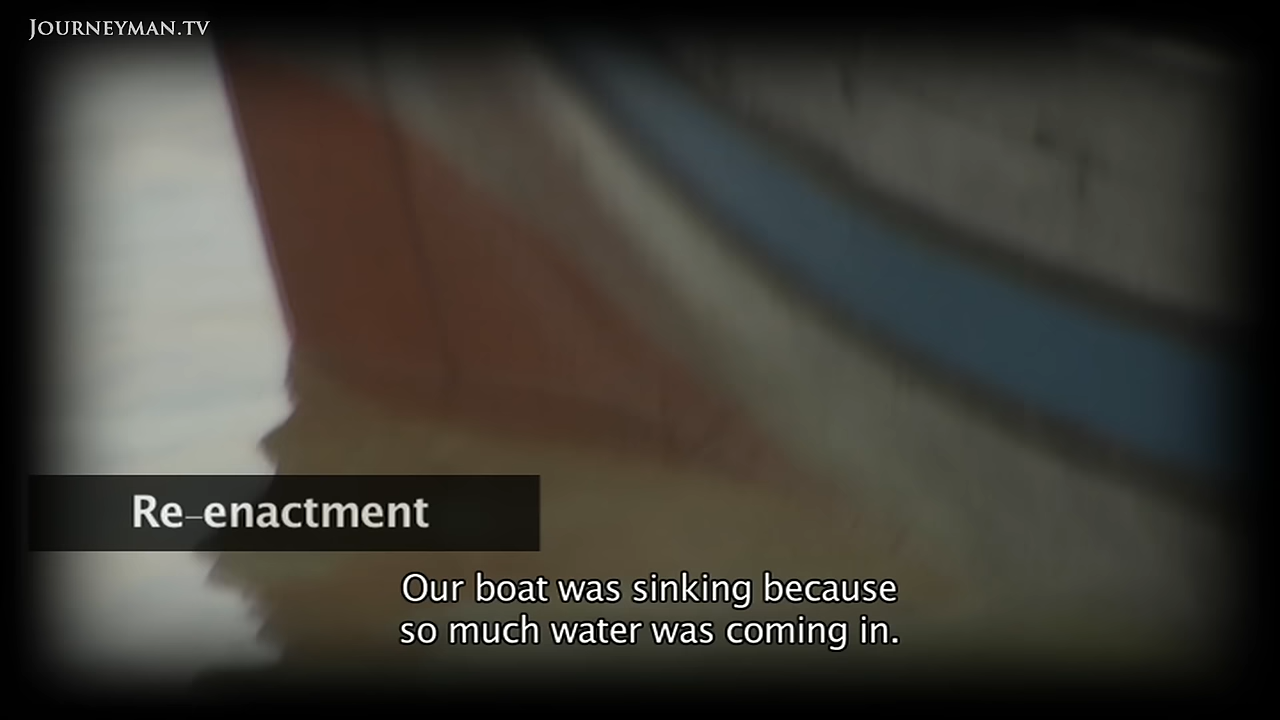 JOURNEYMAN.TV
Re-enactment
Our boat was sinking because
so much water was coming in.